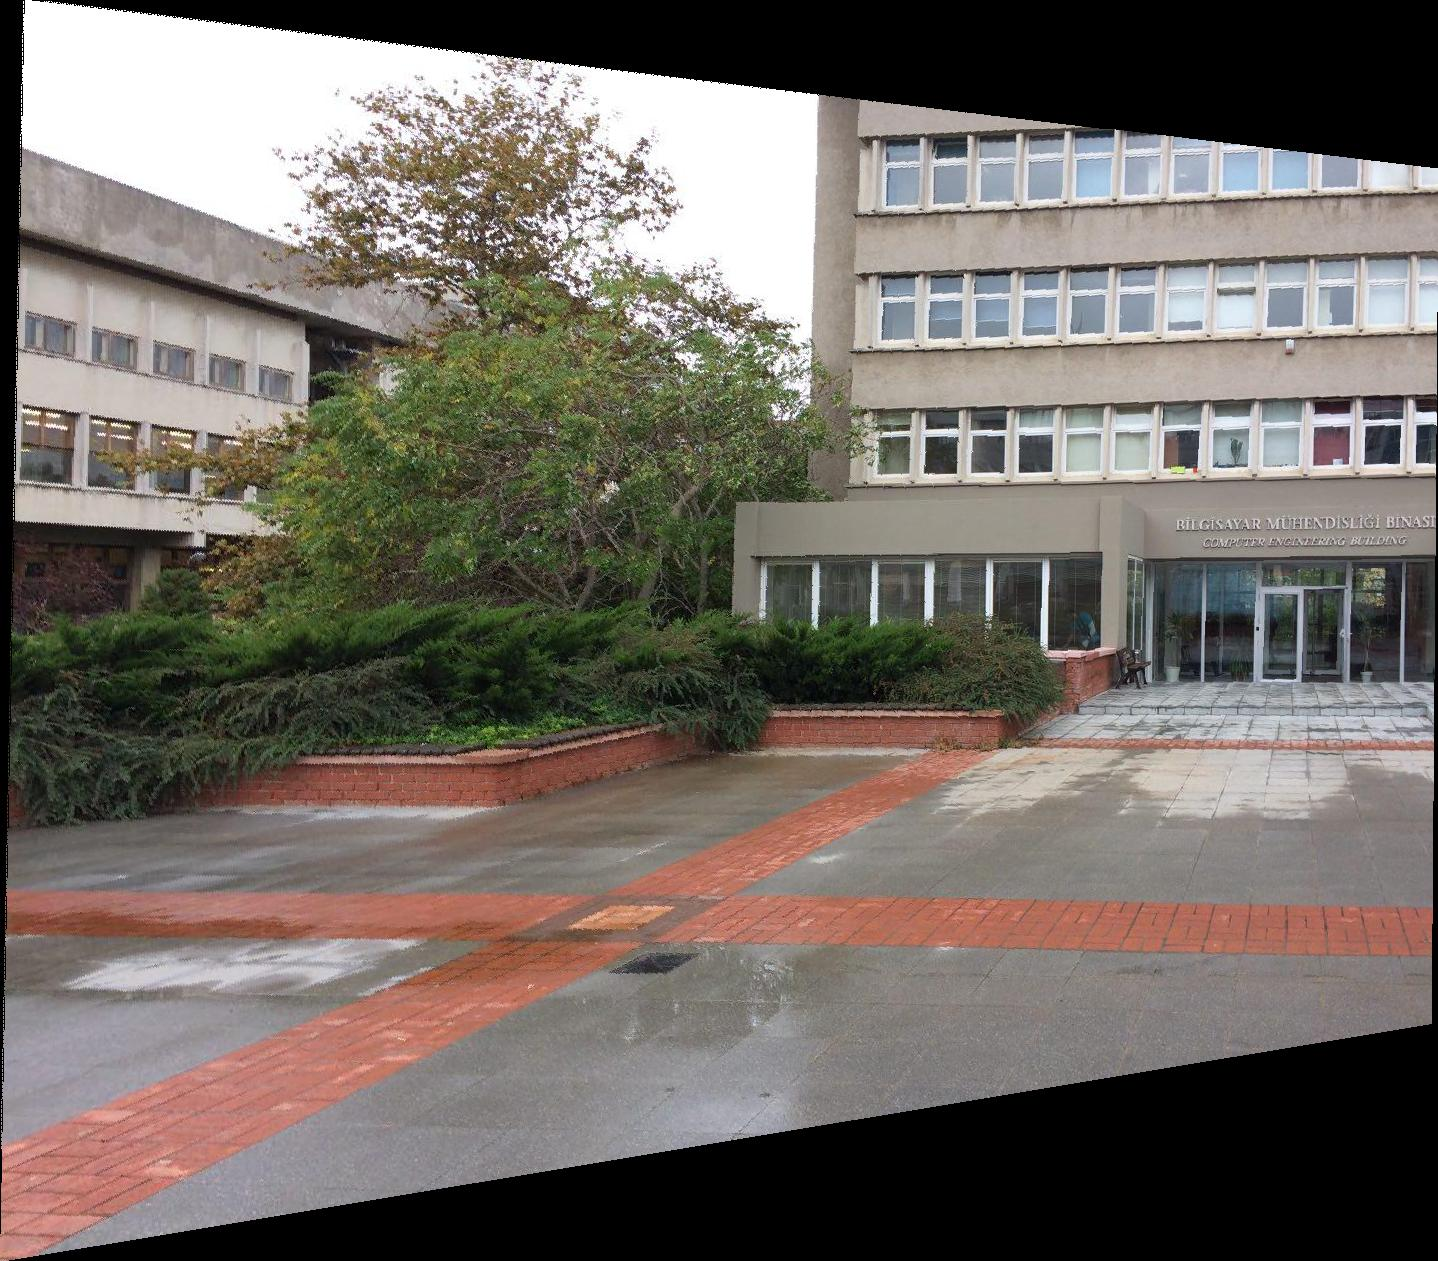 BİLGİSAYAR MÜHENDİSLİĞİ BİNASI
COMPUTER ENGINEERING BUILDING